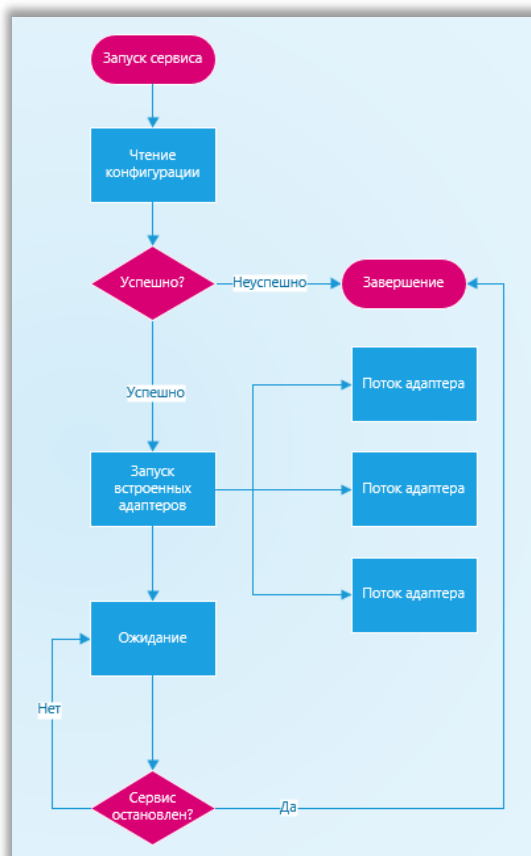 Запуск сервиса
Чтение
конфигурации
Успешно?
Неуспешно
Завершение
Успешно
Поток адаптера
Запуск
встроенных
адаптеров
Поток адаптера
Поток адаптера
Ожидание
Нет
Сервис
остановлен?
Да